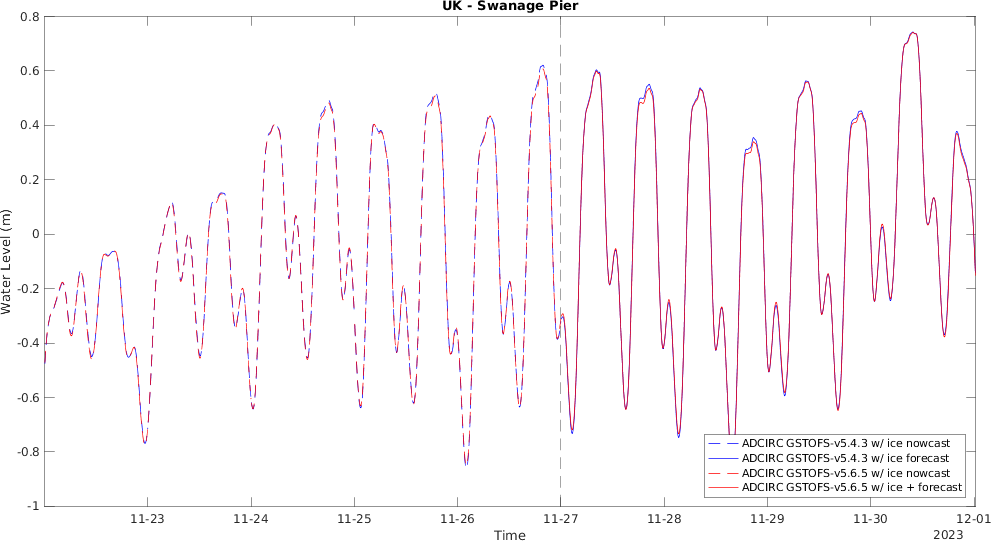 UK - Swanage Pier
0.8
0.6
0.4
0.2
0
-0.2
-0.4
-0.6
-0.8
-1
Water Level (m)
ADCIRC GSTOFS-v5.4.3 w/ ice nowcast
ADCIRC GSTOFS-v5.4.3 w/ ice forecast
ADCIRC GSTOFS-v5.6.5 w/ ice nowcast
ADCIRC GSTOFS-v5.6.5 w/ ice + forecast
11-23 11-24 11-25 11-26 11-27 11-28 11-29 11-30 12-01
Time
2023